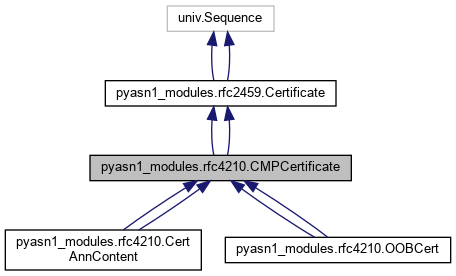 univ.Sequence
pyasn1_modules.rfc2459.Certificate
pyasn1_modules.rfc4210.CMPCertificate
pyasn1_modules.rfc4210.Cert
AnnContent
pyasn1_modules.rfc4210.OOBCert